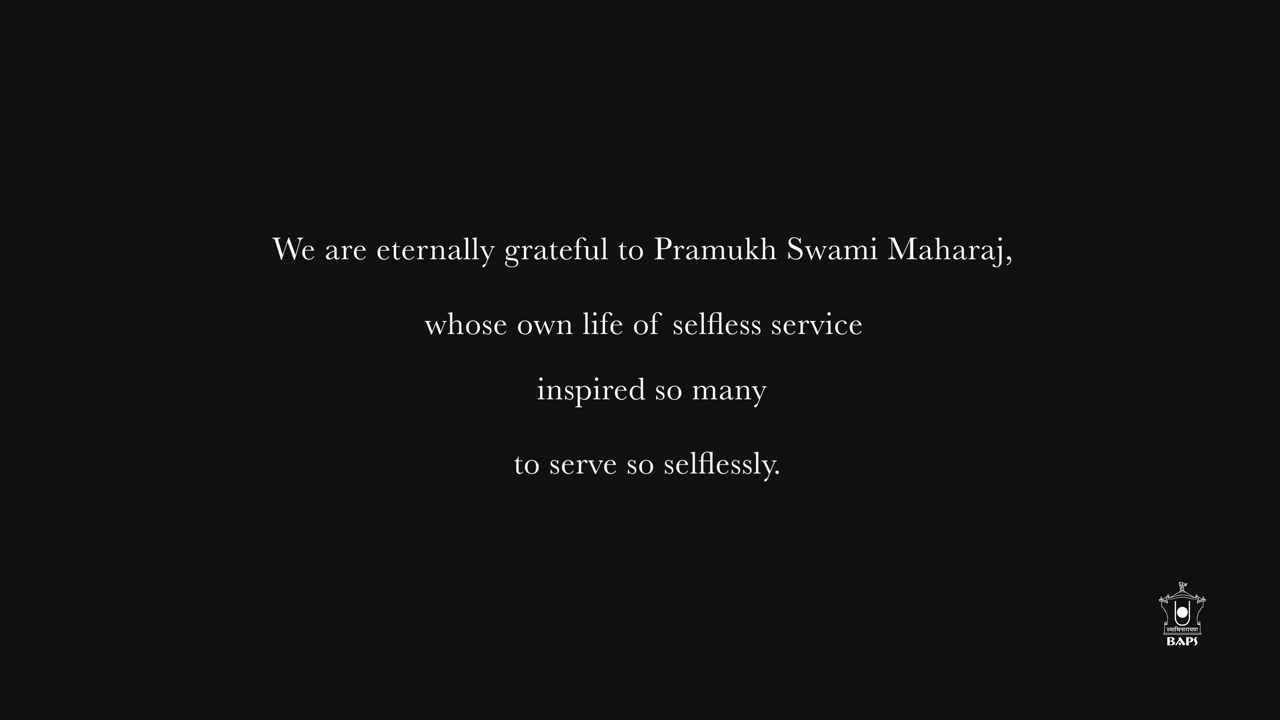 We are eternally grateful to Pramukh Swami Maharaj,
whose own life of selfless service
inspired so many
to serve so selflessly.
स्वामिनारायण
BAPS